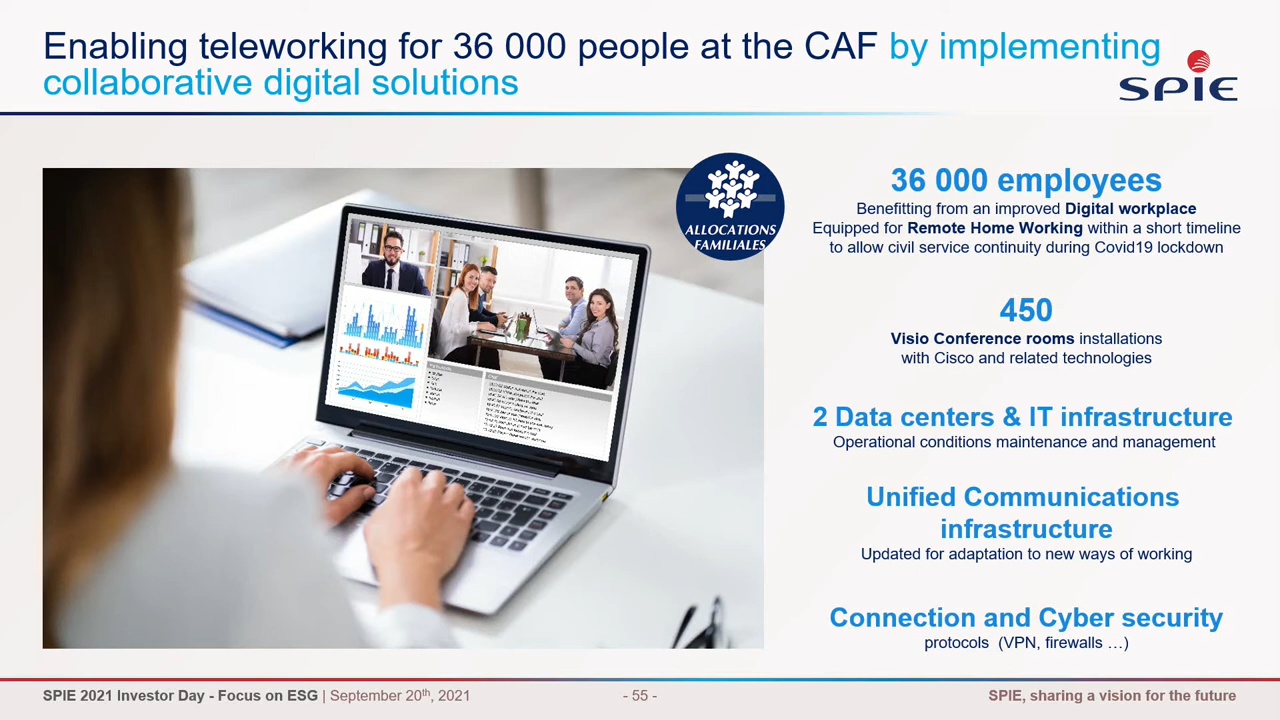 Enabling teleworking for 36 000 people at the CAF by implementing
collaborative digital solutions
SPIE
ALLOCATIONS
FAMILIALES
36 000 employees
Benefitting from an improved Digital workplace
Equipped for Remote Home Working within a short timeline
to allow civil service continuity during Covid19 lockdown
450
Visio Conference rooms installations
with Cisco and related technologies
2 Data centers & IT infrastructure
Operational conditions maintenance and management
Unified Communications
infrastructure
Updated for adaptation to new ways of working
Connection and Cyber security
protocols (VPN, firewalls …)
SPIE 2021 Investor Day - Focus on ESG | September 20th, 2021
- 55 -
SPIE, sharing a vision for the future